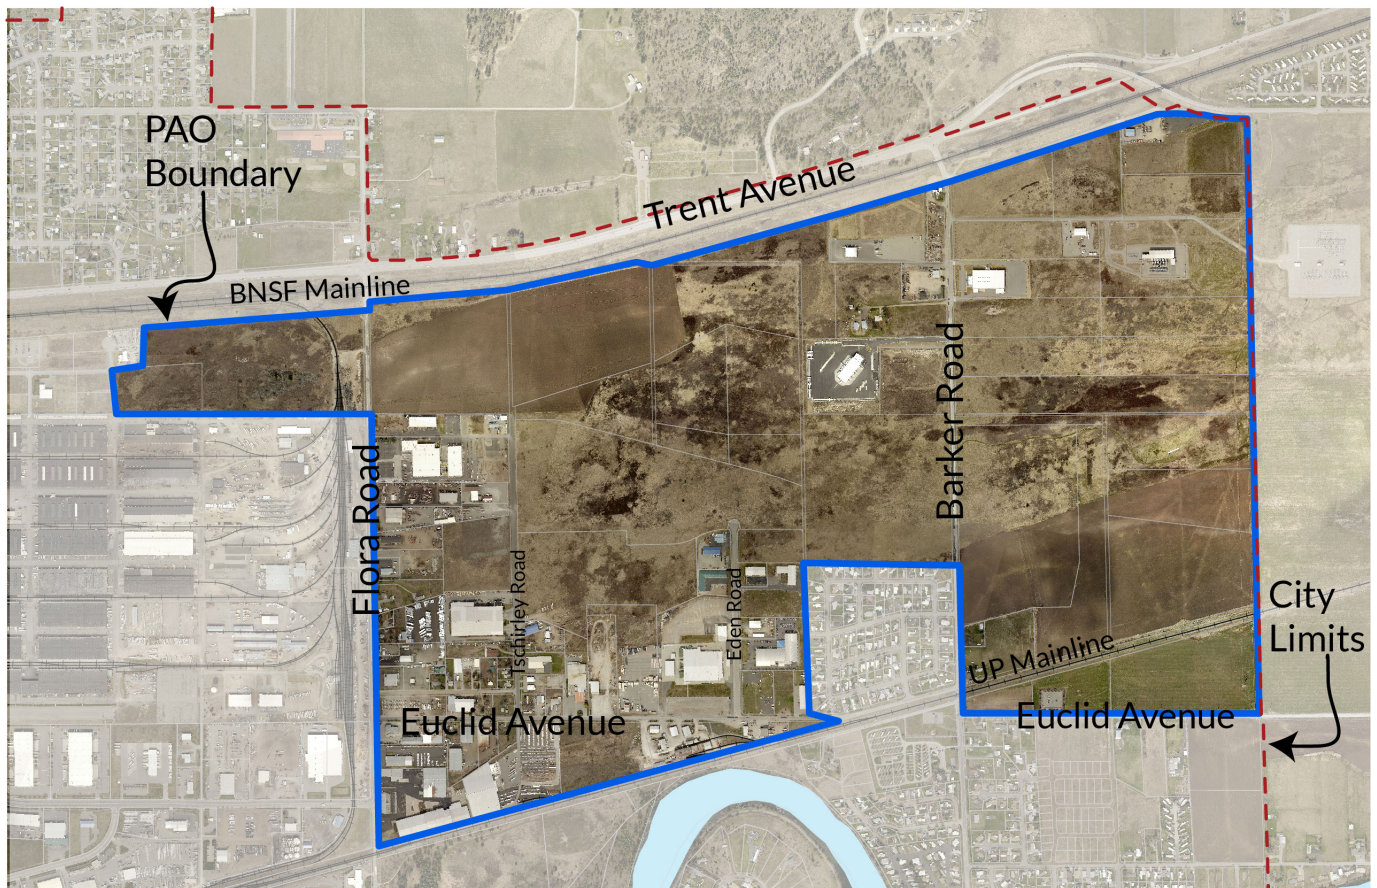 PAO
Boundary
Trent Avenue
BNSF Mainline
Barker Road
Flora Road
Tschirley Road
Eden Road
City
Limits
UP Mainline
Euclid Avenue
Euclid Avenue